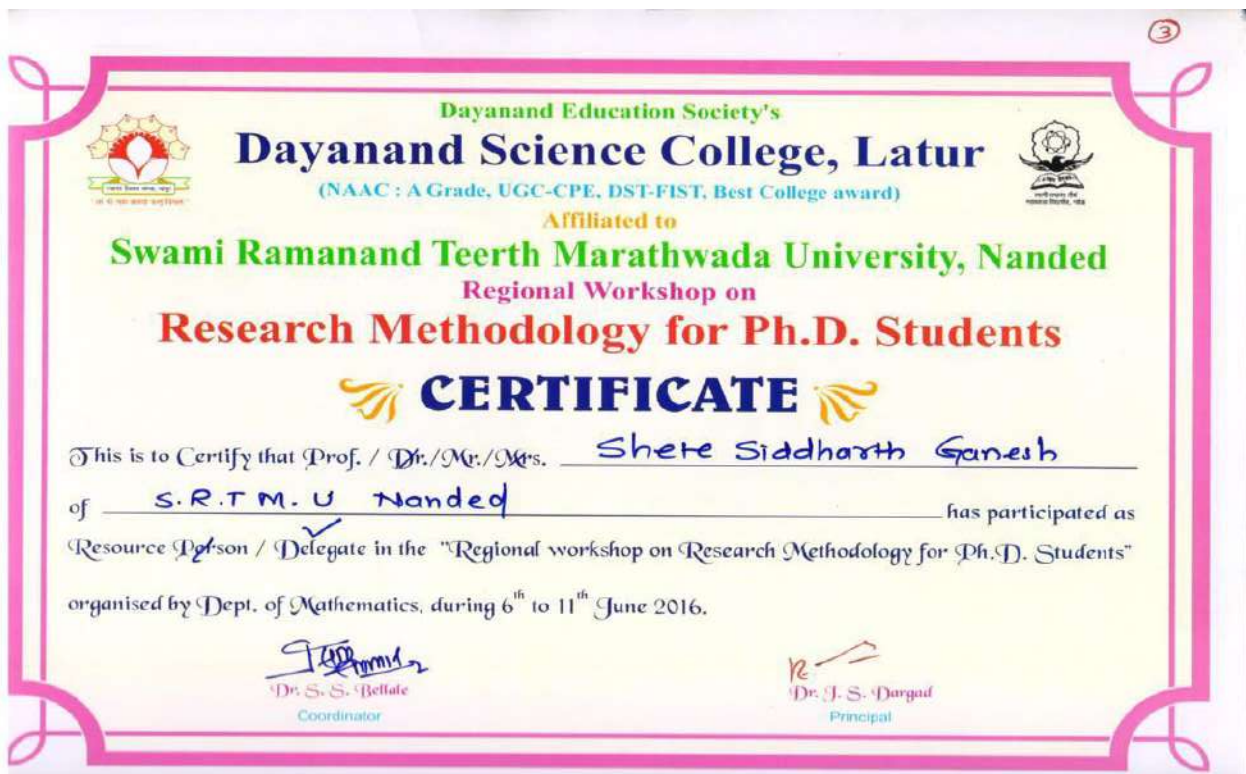 3
Dayanand Education Society's
Dayanand Science College, Latur
(NAAC : A Grade, UGC-CPE, DST-FIST, Best College award)
Affiliated to
Swami Ramanand Teerth Marathwada University, Nanded
Regional Workshop on
Research Methodology for Ph.D. Students
CERTIFICATE
This is to Certify that Prof. / Dr./Mr./Mrs. Shete Siddharth Ganesh
of S.R.T M. U Nanded has participated as
Resource Person / Delegate in the "Regional workshop on Research Methodology for Ph.D. Students"
organised by Dept. of Mathematics, during 6th to 11th June 2016.
Dr. S. S. Bellale
Coordinator
Dr. J. S. Dargad
Principal